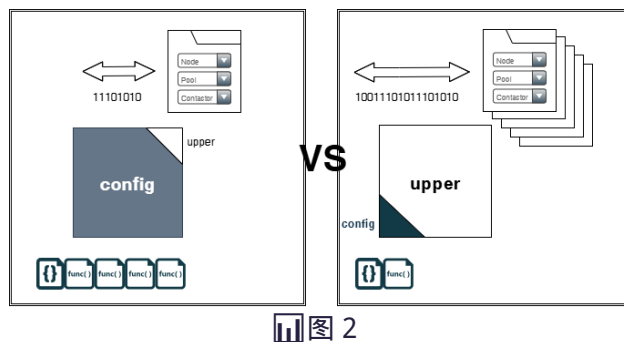 Node
Pool
Contactor
11101010
upper
config
{}
func( )
func( )
func( )
func( )
VS
Node
Pool
Contactor
10011101011101010
upper
config
{}
func( )
图 2